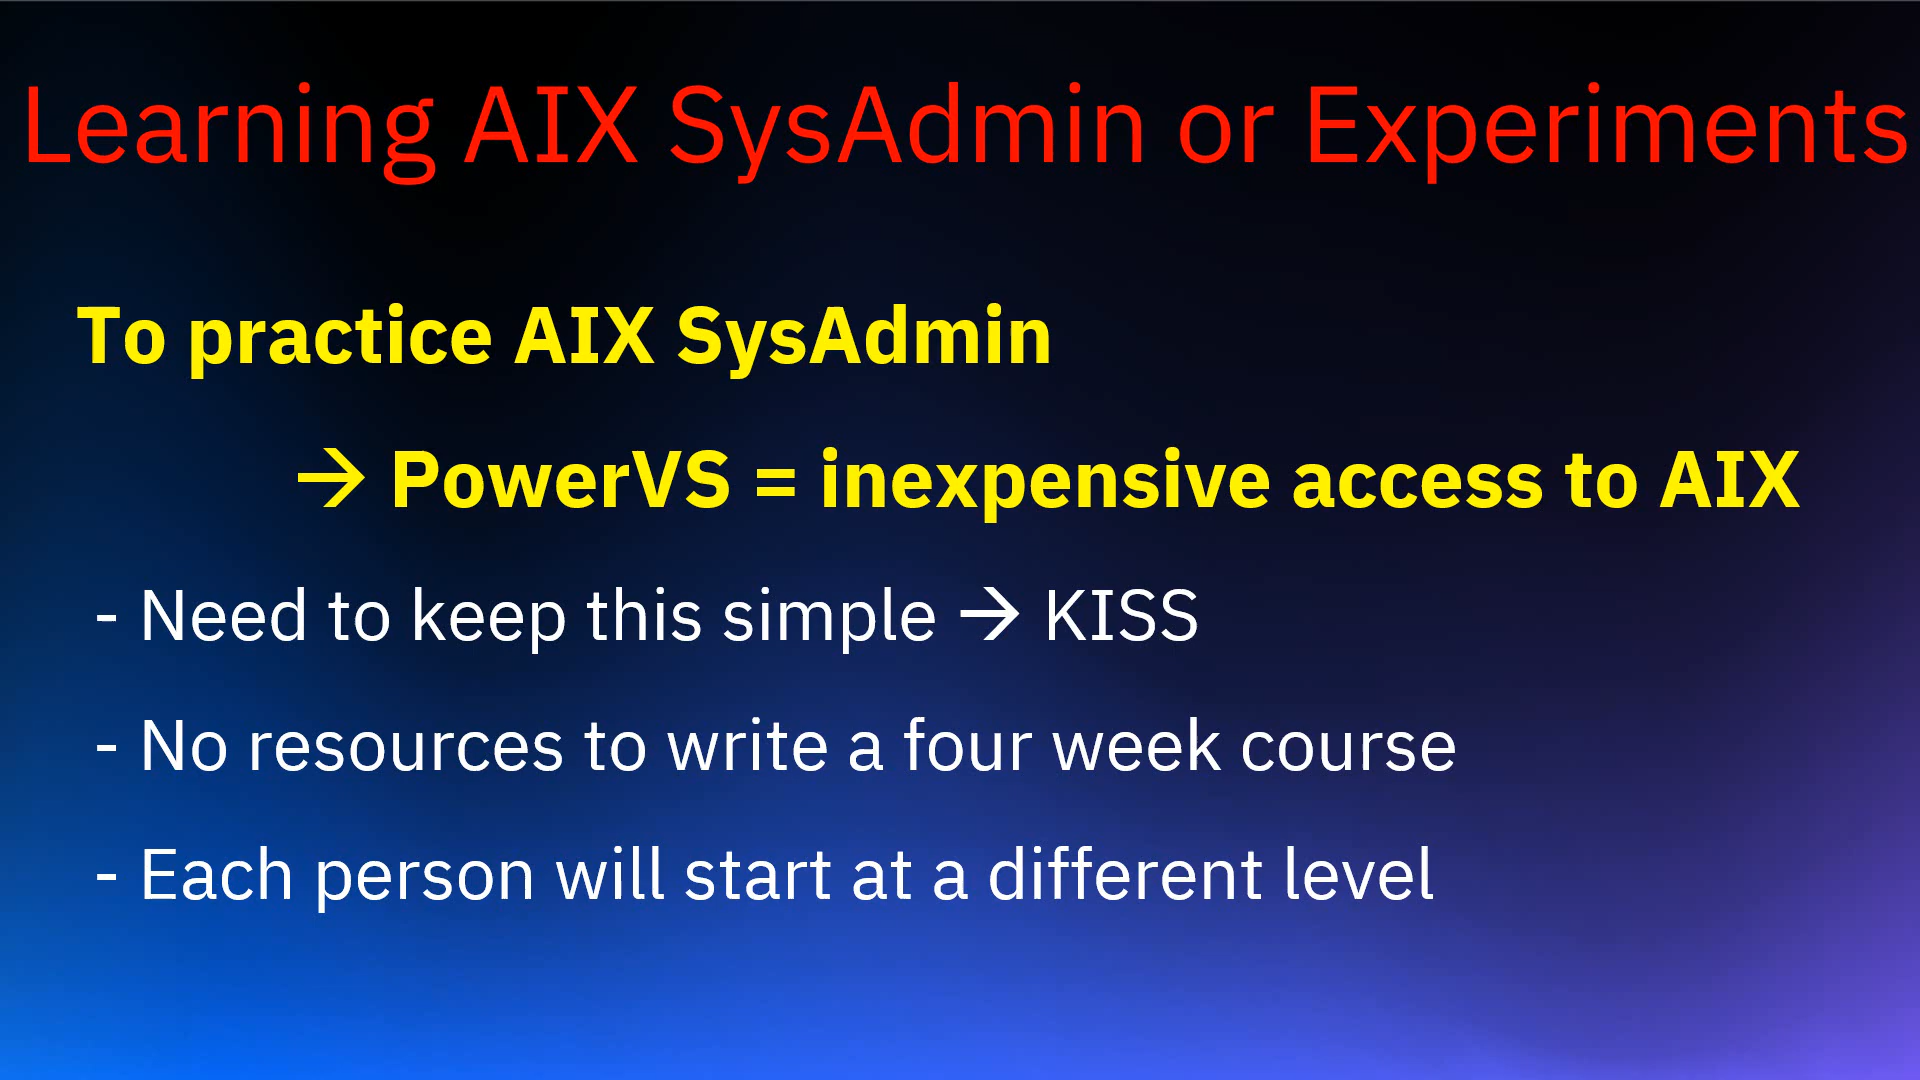 Learning AIX SysAdmin or Experiments
To practice AIX SysAdmin
→ PowerVS = inexpensive access to AIX
- Need to keep this simple → KISS
- No resources to write a four week course
- Each person will start at a different level